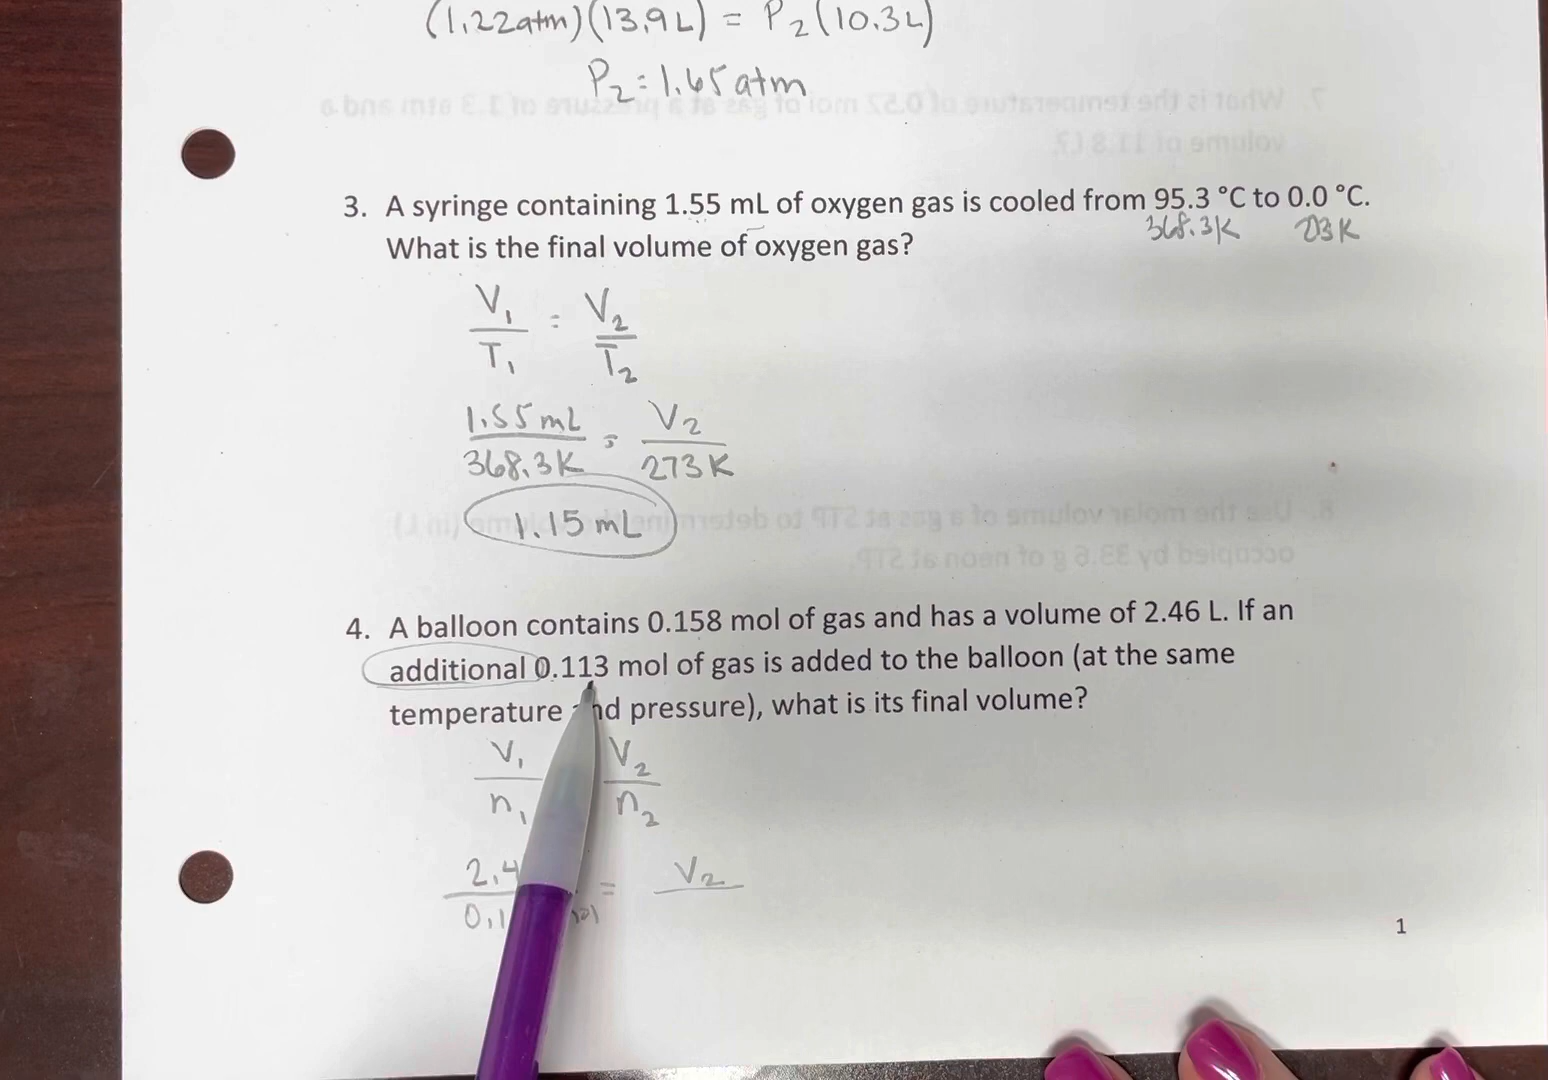 (1.22atm)(13.9L) = P2(10.3L)
P2 = 1.65 atm
3. A syringe containing 1.55 mL of oxygen gas is cooled from 95.3 °C to 0.0 °C.
368.3K 273K
What is the final volume of oxygen gas?
V1 = V2
T1 T2
1.55 mL = V2
368.3K 273K
1.15 mL
4. A balloon contains 0.158 mol of gas and has a volume of 2.46 L. If an
additional 0.113 mol of gas is added to the balloon (at the same
temperature pressure), what is its final volume?
V1 V2
n1 n2
2.4 = V2
0.1
1